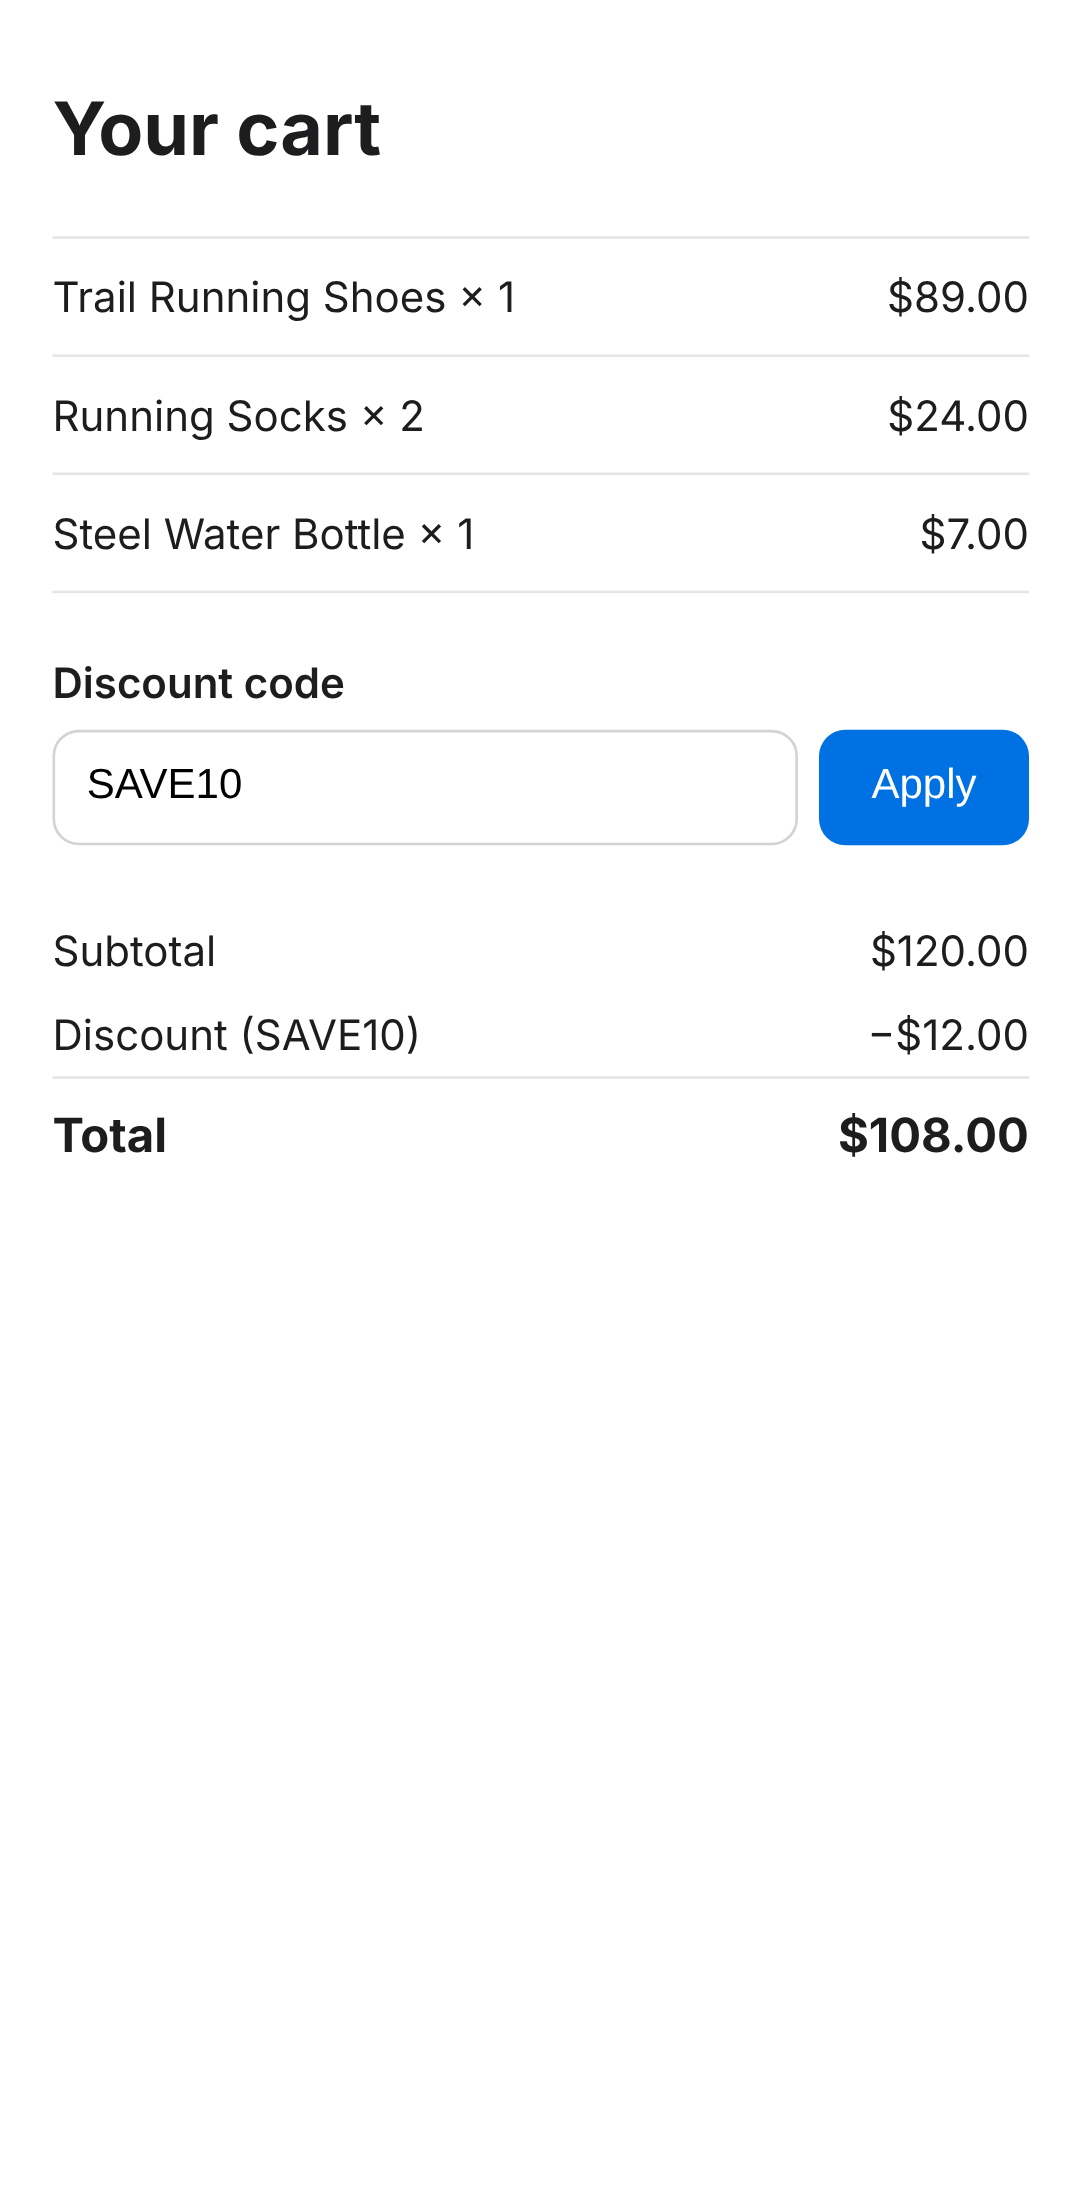 Your cart
Trail Running Shoes × 1 $89.00
Running Socks × 2 $24.00
Steel Water Bottle × 1 $7.00
Discount code
SAVE10 Apply
Subtotal $120.00
Discount (SAVE10) −$12.00
Total $108.00